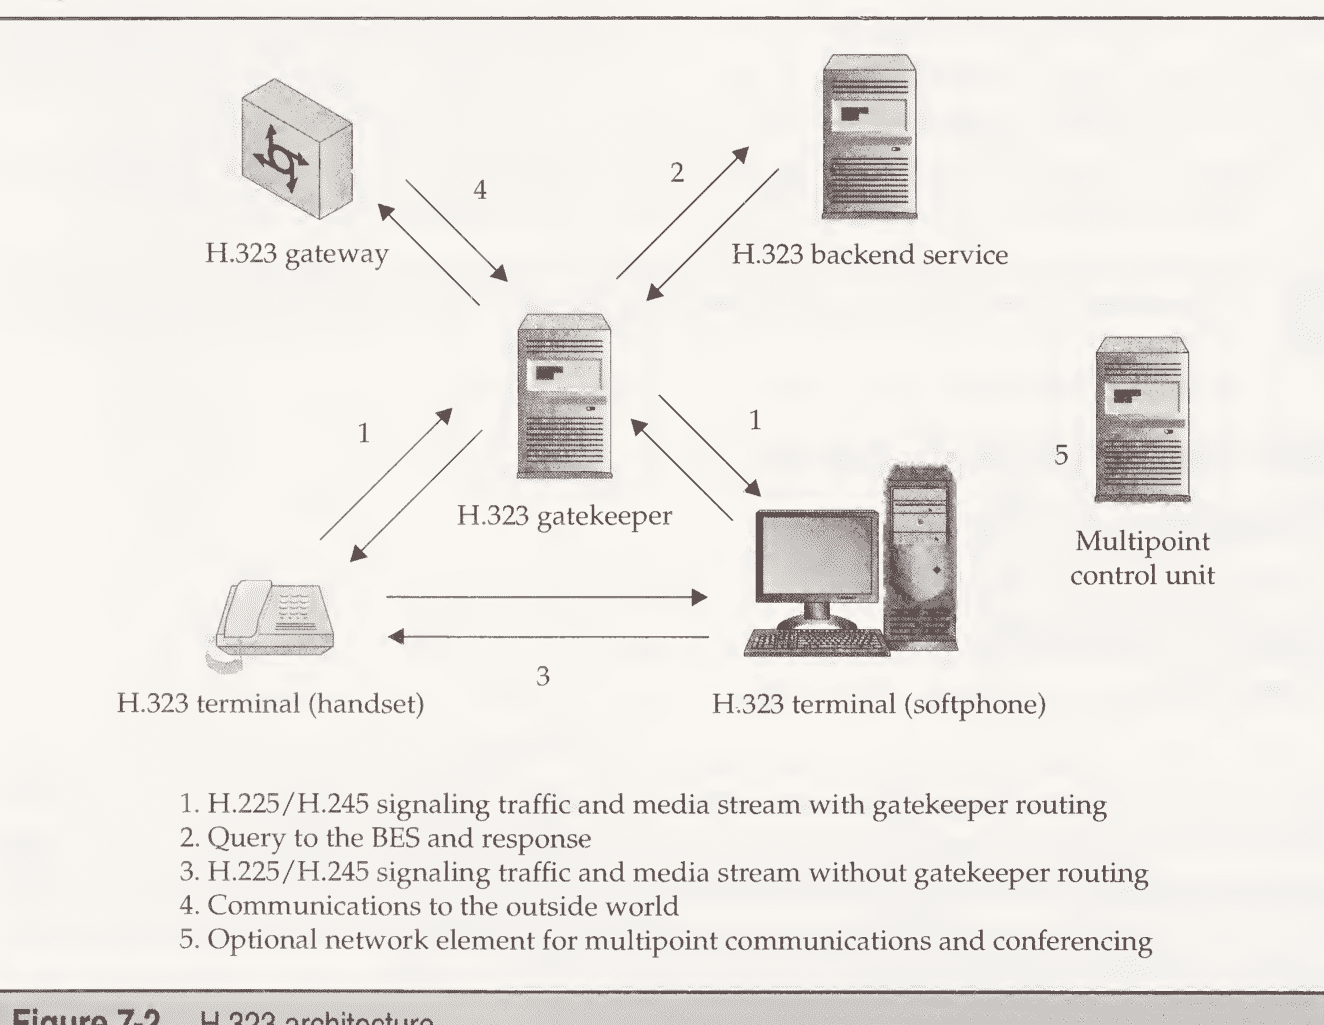 4
2
H.323 gateway
H.323 backend service
1
1
5
H.323 gatekeeper
Multipoint
control unit
3
H.323 terminal (handset)
H.323 terminal (softphone)
1. H.225/H.245 signaling traffic and media stream with gatekeeper routing
2. Query to the BES and response
3. H.225/H.245 signaling traffic and media stream without gatekeeper routing
4. Communications to the outside world
5. Optional network element for multipoint communications and conferencing
Figure 7-2 H.323 architecture